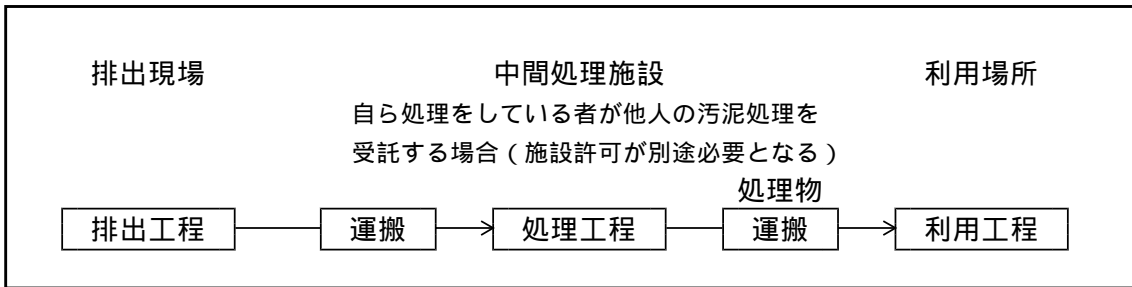 排出現場 中間処理施設 利用場所
自ら処理をしている者が他人の汚泥処理を
受託する場合（施設許可が別途必要となる）
処理物
排出工程 運搬 処理工程 運搬 利用工程